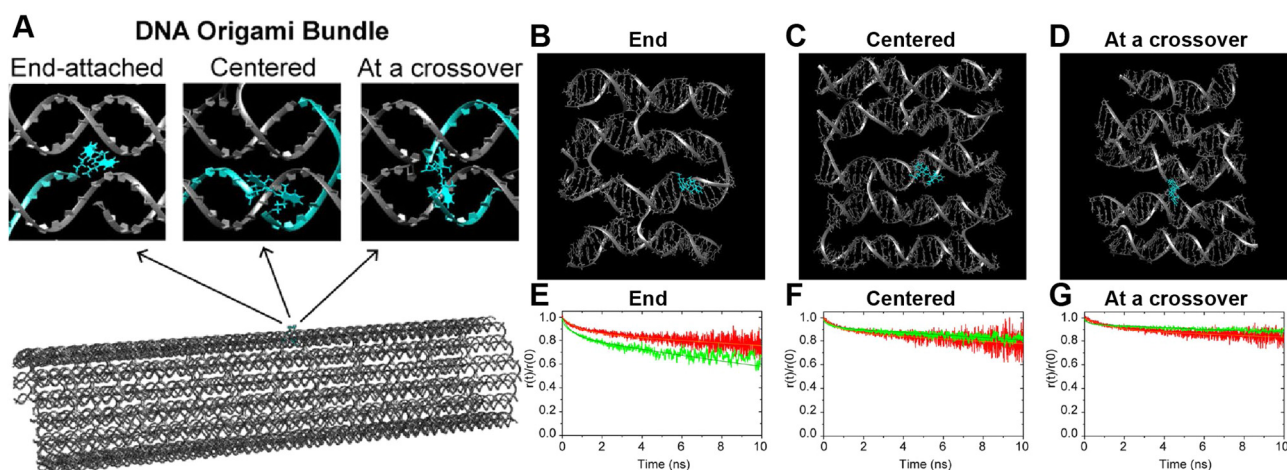 A
DNA Origami Bundle
End-attached
Centered
At a crossover
B
End
C
Centered
D
At a crossover
E
End
1.0
0.8
0.6
0.4
0.2
0.0
r(t)/r(0)
0 2 4 6 8 10
Time (ns)
F
Centered
1.0
0.8
0.6
0.4
0.2
0.0
r(t)/r(0)
0 2 4 6 8 10
Time (ns)
G
At a crossover
1.0
0.8
0.6
0.4
0.2
0.0
r(t)/r(0)
0 2 4 6 8 10
Time (ns)